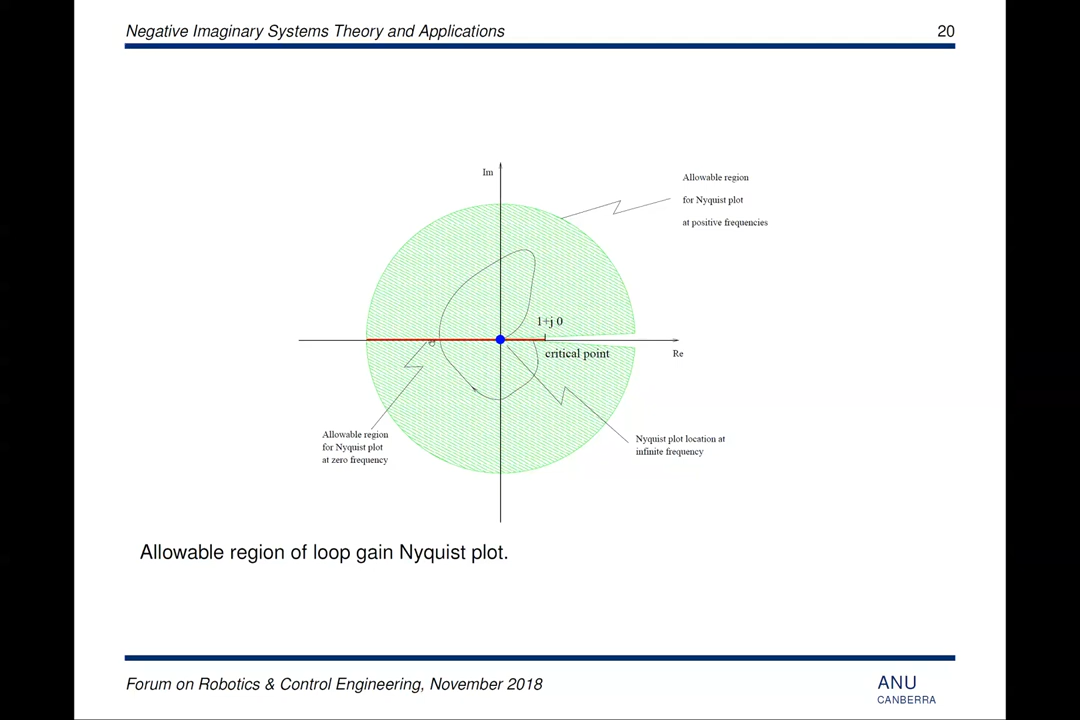 Negative Imaginary Systems Theory and Applications
20
Im
Allowable region
for Nyquist plot
at positive frequencies
1+j 0
critical point
Re
Allowable region
for Nyquist plot
at zero frequency
Nyquist plot location at
infinite frequency
Allowable region of loop gain Nyquist plot.
Forum on Robotics & Control Engineering, November 2018
ANU
CANBERRA